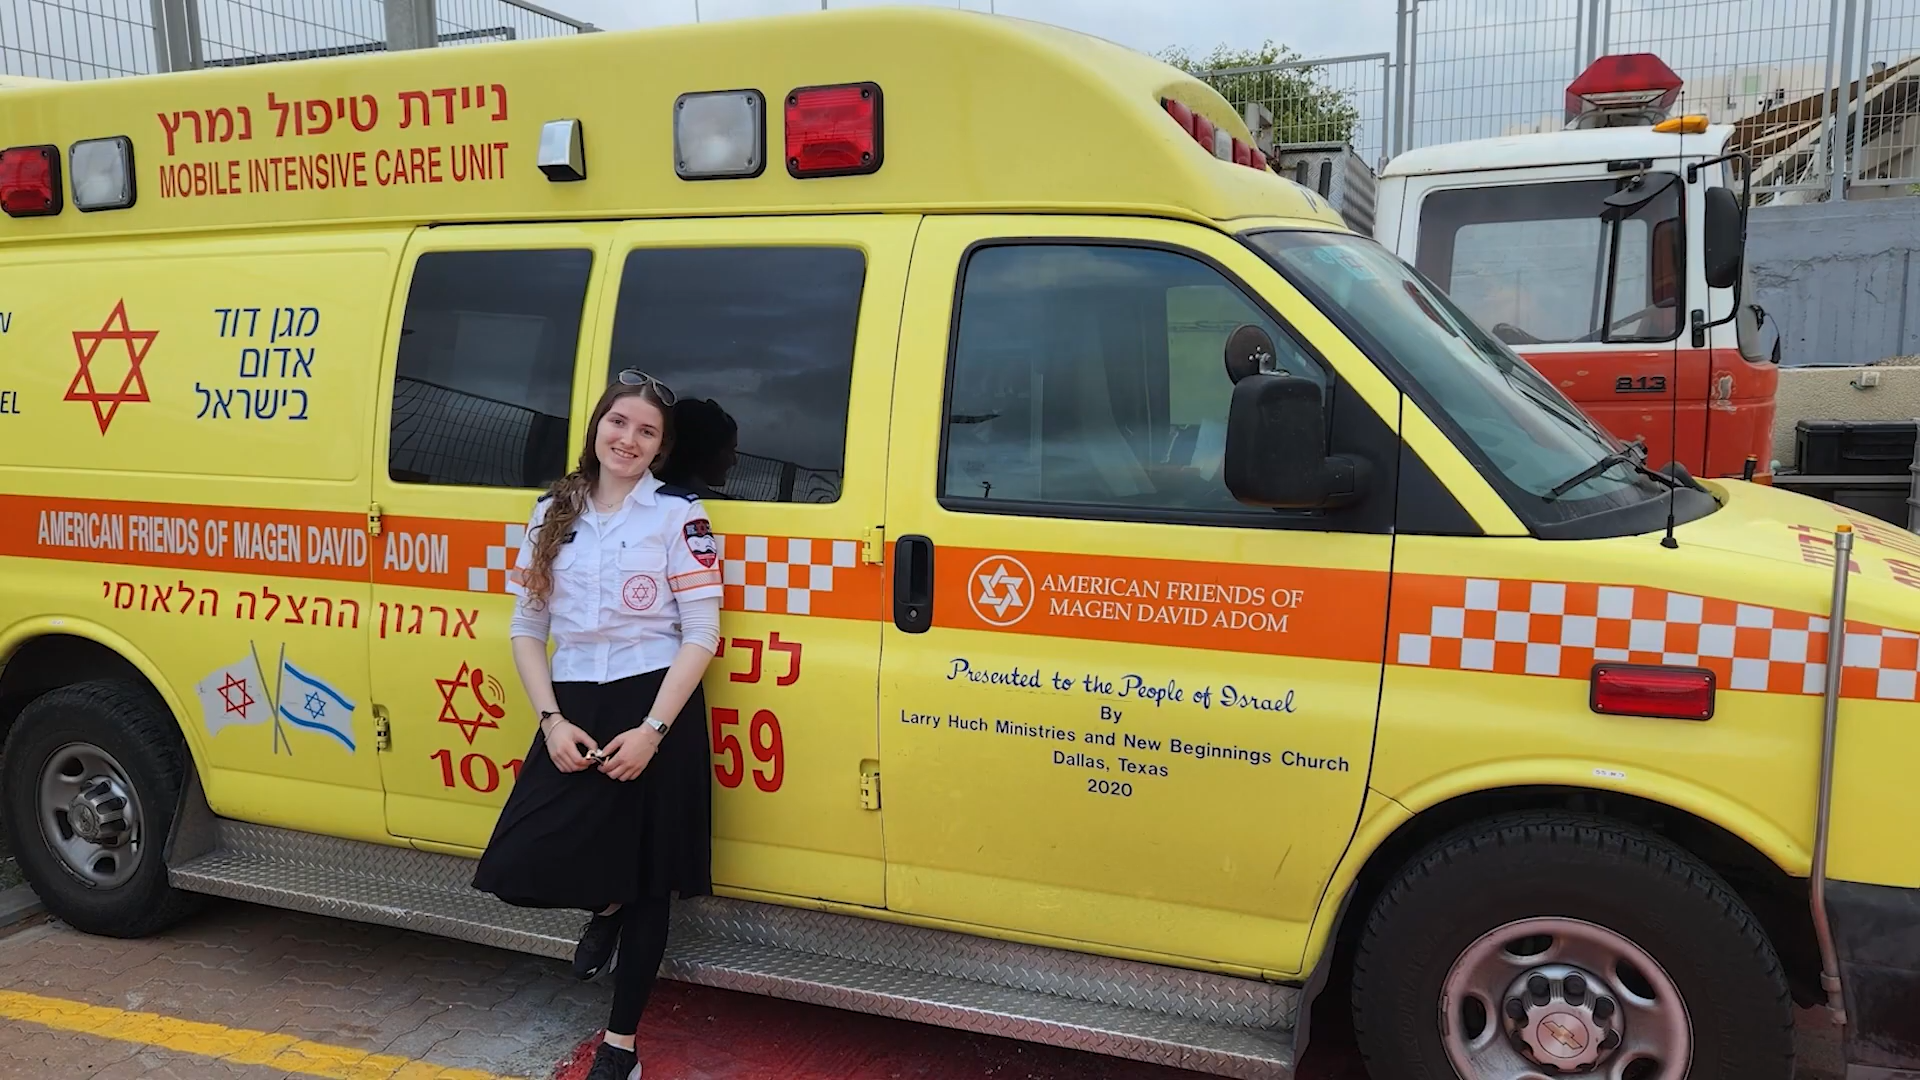 ניידת טיפול נמרץ
MOBILE INTENSIVE CARE UNIT
מגן דוד
אדום
בישראל
AMERICAN FRIENDS OF MAGEN DAVID ADOM
ארגון ההצלה הלאומי
101
59
AMERICAN FRIENDS OF
MAGEN DAVID ADOM
Presented to the People of Israel
By
Larry Huch Ministries and New Beginnings Church
Dallas, Texas
2020
813